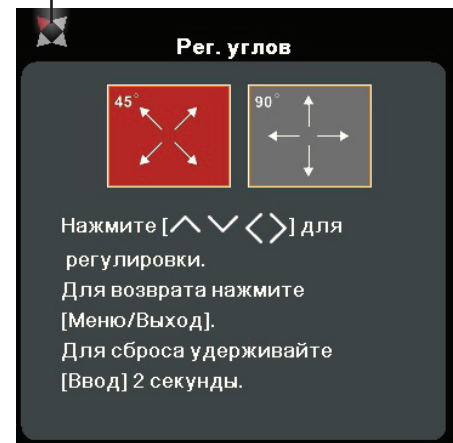 Рег. углов
45° 90°
Нажмите [∧∨<>] для
регулировки.
Для возврата нажмите
[Меню/Выход].
Для сброса удерживайте
[Ввод] 2 секунды.